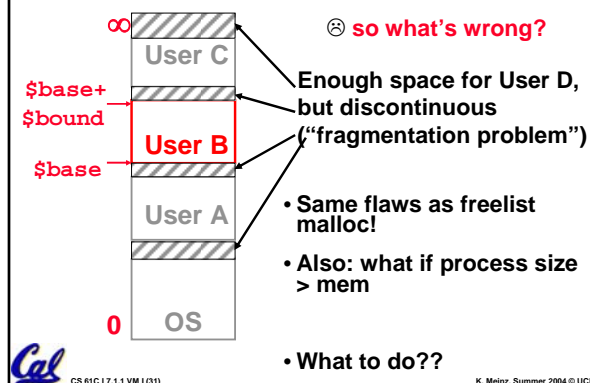 ∞
☹ so what's wrong?
User C
Enough space for User D,
but discontinuous
("fragmentation problem")
$base+
$bound
User B
$base
User A
• Same flaws as freelist
malloc!
• Also: what if process size
> mem
0
OS
• What to do??
Cal
CS 61C L7.1.1 VM I (31)
K. Meinz, Summer 2004 © UCB